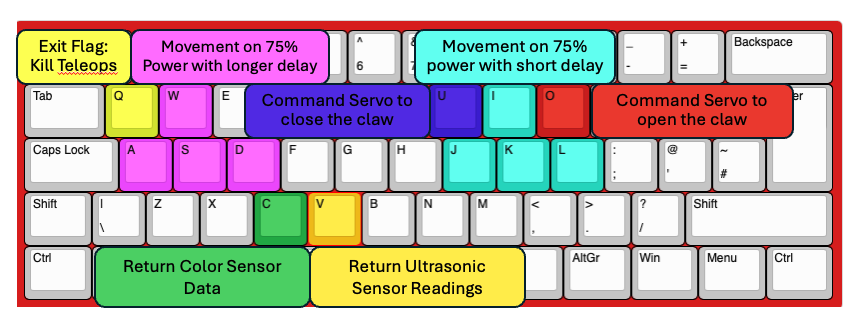 Exit Flag:
Kill Teleops
Movement on 75%
Power with longer delay
^
6
&
7
Movement on 75%
power with short delay
_
-
+
=
Backspace
Tab
Q
W
E
Command Servo to
close the claw
U
I
O
Command Servo to
open the claw
er
Caps Lock
A
S
D
F
G
H
J
K
L
:
;
@
'
~
#
Shift
|
\
Z
X
C
V
B
N
M
<
,
>
.
?
/
Shift
Ctrl
Return Color Sensor
Data
Return Ultrasonic
Sensor Readings
AltGr
Win
Menu
Ctrl